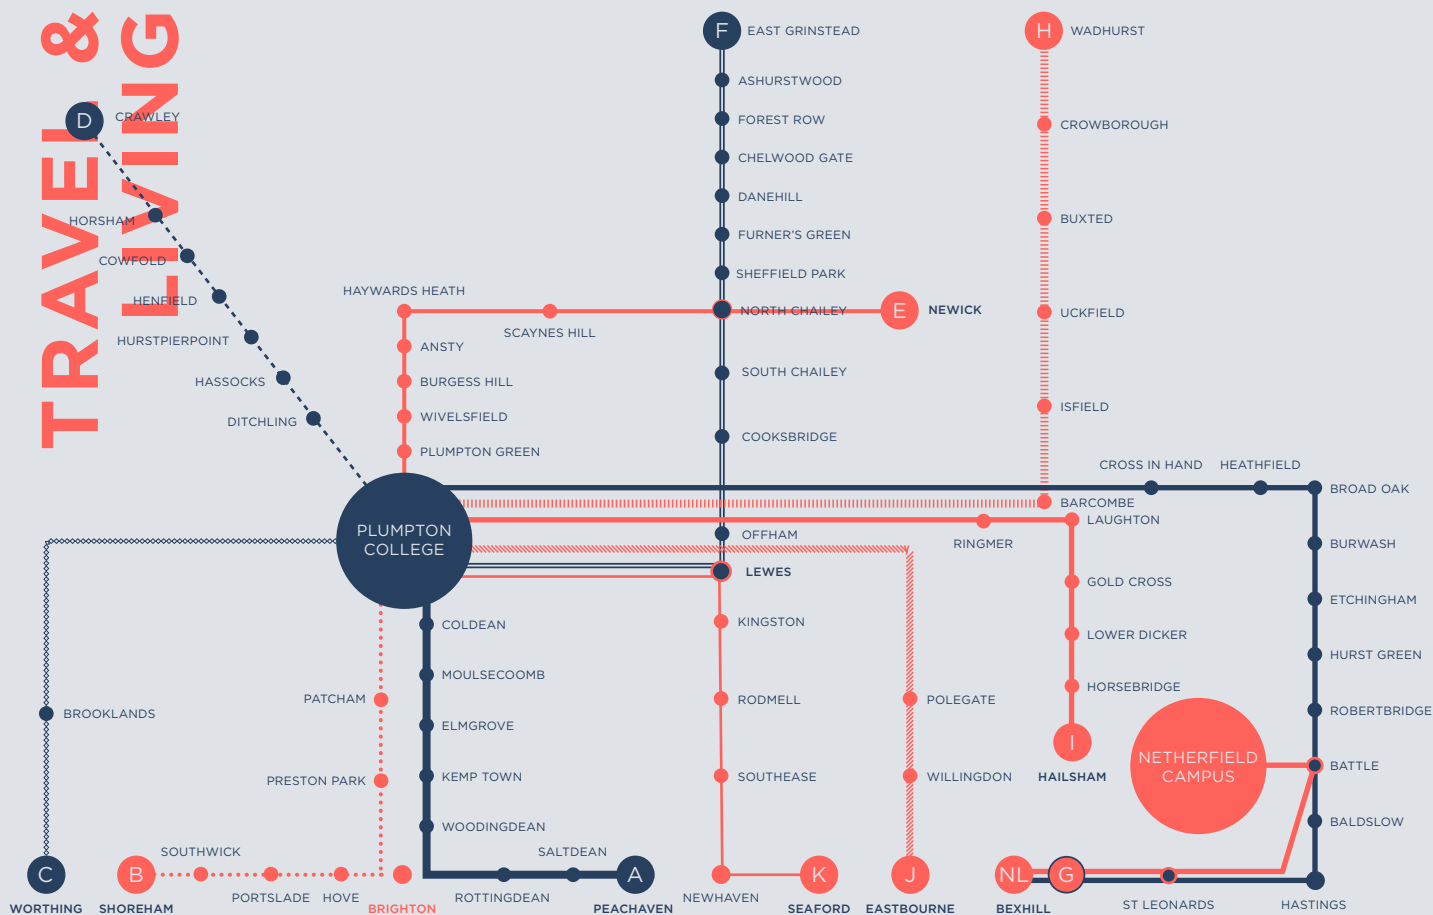 TRAVEL &
LIVING
F
EAST GRINSTEAD
H
WADHURST
ASHURSTWOOD
D
CRAWLEY
FOREST ROW
CROWBOROUGH
CHELWOOD GATE
DANEHILL
HORSHAM
BUXTED
FURNER'S GREEN
COWFOLD
SHEFFIELD PARK
HAYWARDS HEATH
HENFIELD
NORTH CHAILEY
E
NEWICK
UCKFIELD
SCAYNES HILL
HURSTPIERPOINT
ANSTY
SOUTH CHAILEY
HASSOCKS
BURGESS HILL
ISFIELD
WIVELSFIELD
DITCHLING
COOKSBRIDGE
PLUMPTON GREEN
CROSS IN HAND
HEATHFIELD
BROAD OAK
BARCOMBE
LAUGHTON
PLUMPTON
COLLEGE
OFFHAM
RINGMER
BURWASH
LEWES
GOLD CROSS
ETCHINGHAM
COLDEAN
KINGSTON
LOWER DICKER
HURST GREEN
MOULSECOOMB
HORSEBRIDGE
PATCHAM
RODMELL
POLEGATE
BROOKLANDS
ROBERTBRIDGE
ELMGROVE
I
HAILSHAM
NETHERFIELD
CAMPUS
BATTLE
PRESTON PARK
KEMP TOWN
SOUTHEASE
WILLINGDON
BALDSLOW
WOODINGDEAN
SOUTHWICK
SALTDEAN
C
B
A
K
J
NL
G
PORTSLADE
HOVE
ROTTINGDEAN
NEWHAVEN
ST LEONARDS
HASTINGS
WORTHING
SHOREHAM
BRIGHTON
PEACHAVEN
SEAFORD
EASTBOURNE
BEXHILL